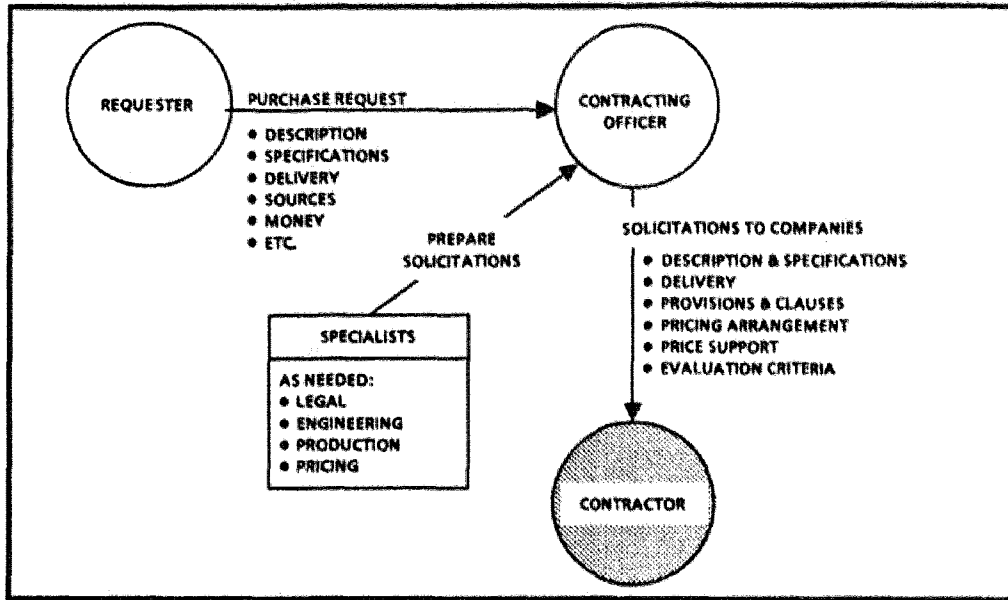 REQUESTER
PURCHASE REQUEST
● DESCRIPTION
● SPECIFICATIONS
● DELIVERY
● SOURCES
● MONEY
● ETC.
CONTRACTING
OFFICER
PREPARE
SOLICITATIONS
SPECIALISTS
AS NEEDED:
● LEGAL
● ENGINEERING
● PRODUCTION
● PRICING
SOLICITATIONS TO COMPANIES
● DESCRIPTION & SPECIFICATIONS
● DELIVERY
● PROVISIONS & CLAUSES
● PRICING ARRANGEMENT
● PRICE SUPPORT
● EVALUATION CRITERIA
CONTRACTOR